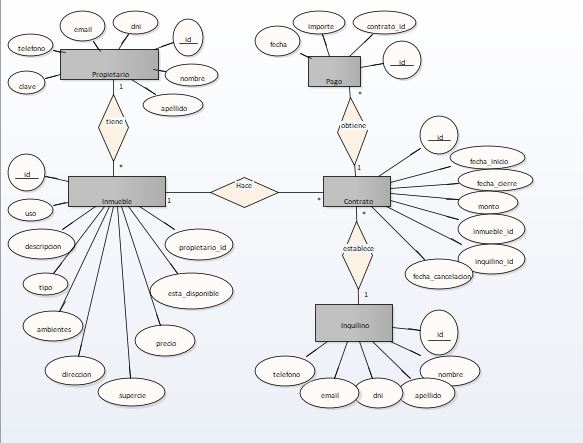 email
dni
id
telefono
Propietario
nombre
clave
apellido
1
tiene
*
importe
contrato_id
fecha
id
Pago
*
obtiene
1
id
id
fecha_inicio
fecha_cierre
monto
inmueble_id
inquilino_id
fecha_cancelacion
Inmueble
1
Hace
*
Contrato
*
establece
1
uso
descripcion
propietario_id
tipo
esta_disponible
ambientes
precio
direccion
supercie
Inquilino
id
telefono
nombre
email
dni
apellido